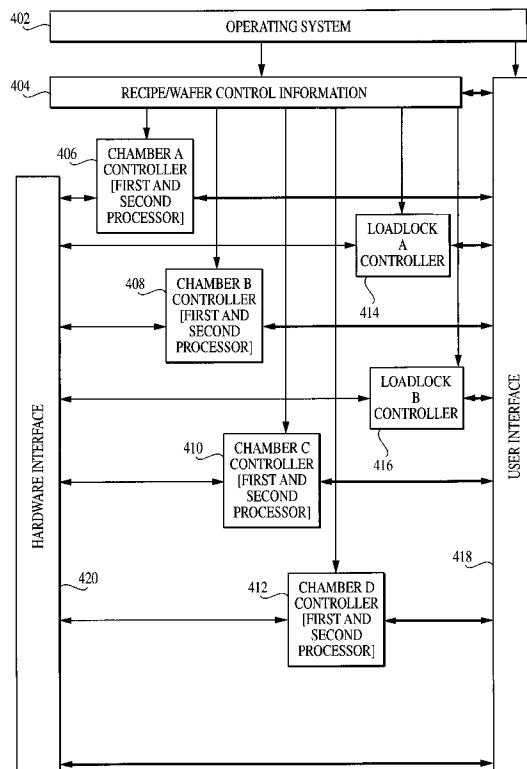 402
OPERATING SYSTEM
404
RECIPE/WAFER CONTROL INFORMATION
406
CHAMBER A
CONTROLLER
[FIRST AND
SECOND
PROCESSOR]
LOADLOCK
A
CONTROLLER
414
408
CHAMBER B
CONTROLLER
[FIRST AND
SECOND
PROCESSOR]
LOADLOCK
B
CONTROLLER
416
410
CHAMBER C
CONTROLLER
[FIRST AND
SECOND
PROCESSOR]
412
CHAMBER D
CONTROLLER
[FIRST AND
SECOND
PROCESSOR]
HARDWARE INTERFACE
420
USER INTERFACE
418